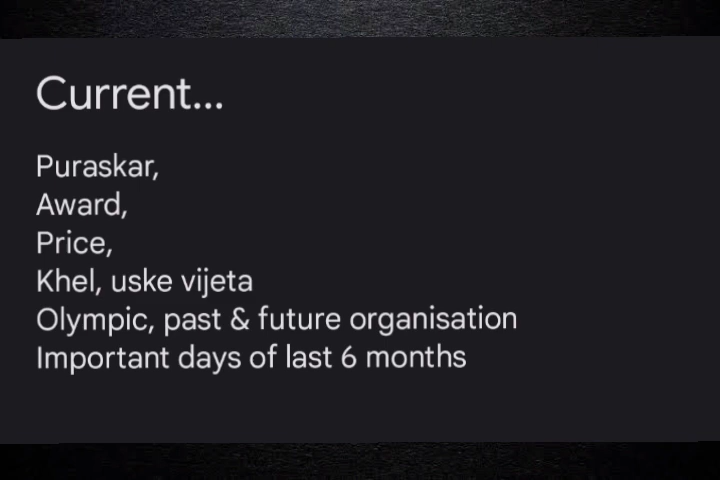 Current...
Puraskar,
Award,
Price,
Khel, uske vijeta
Olympic, past & future organisation
Important days of last 6 months